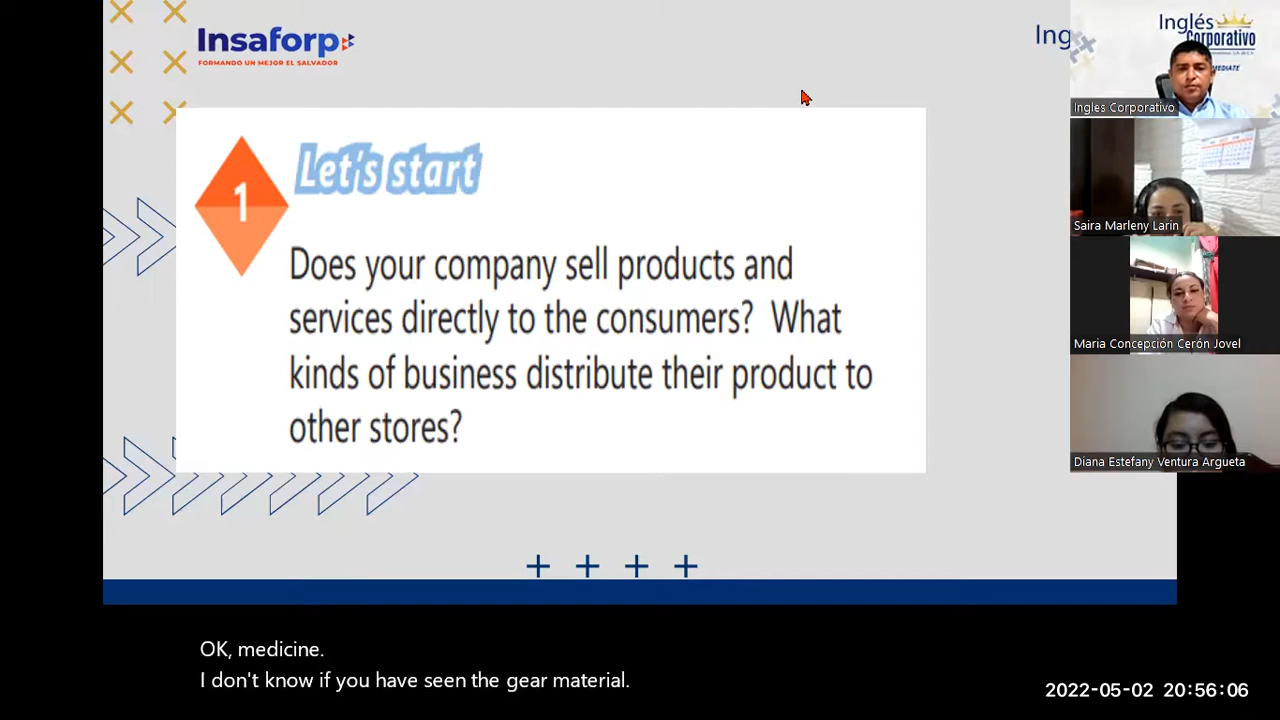 Insaforp
FORMANDO UN MEJOR EL SALVADOR
Ing
Inglés
Corporativo
Ingles Corporativo
Saira Marleny Larin
Maria Concepción Cerón Jovel
Diana Estefany Ventura Argueta
1
Let's start
Does your company sell products and
services directly to the consumers? What
kinds of business distribute their product to
other stores?
OK, medicine.
I don't know if you have seen the gear material.
2022-05-02 20:56:06